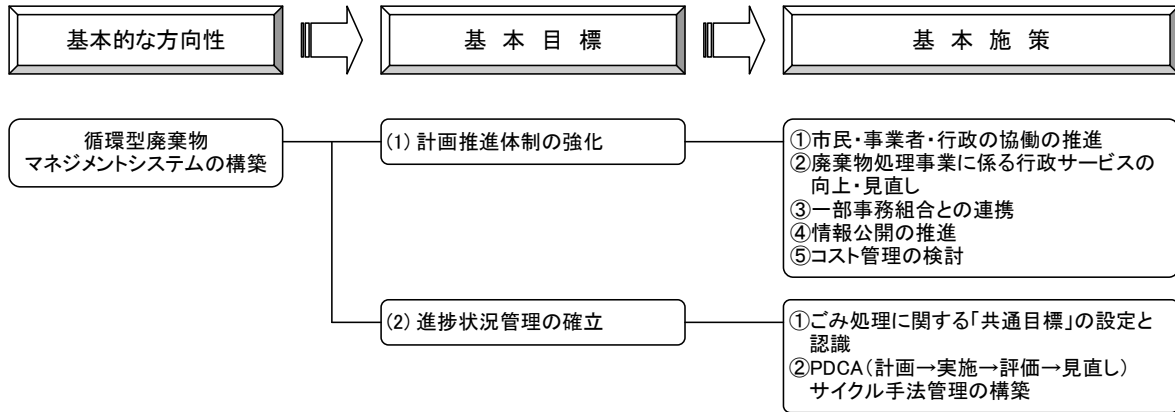 基本的な方向性
基本目標
基本施策
循環型廃棄物
マネジメントシステムの構築
(1) 計画推進体制の強化
①市民・事業者・行政の協働の推進
②廃棄物処理事業に係る行政サービスの
向上・見直し
③一部事務組合との連携
④情報公開の推進
⑤コスト管理の検討
(2) 進捗状況管理の確立
①ごみ処理に関する「共通目標」の設定と
認識
②PDCA（計画→実施→評価→見直し）
サイクル手法管理の構築